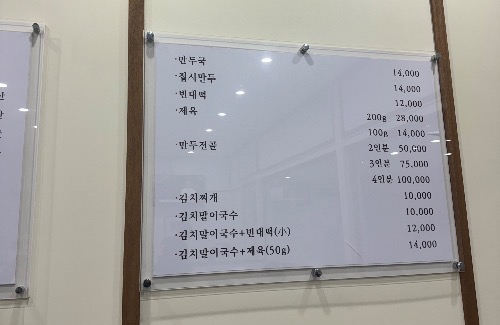 ·만두국 14,000
·접시만두 14,000
·빈대떡 12,000
·제육 200g 28,000
100g 14,000
·만두전골 2인분 50,000
3인분 75,000
4인분 100,000
·김치찌개 10,000
·김치말이국수 10,000
·김치말이국수+빈대떡(小) 12,000
·김치말이국수+제육(50g) 14,000